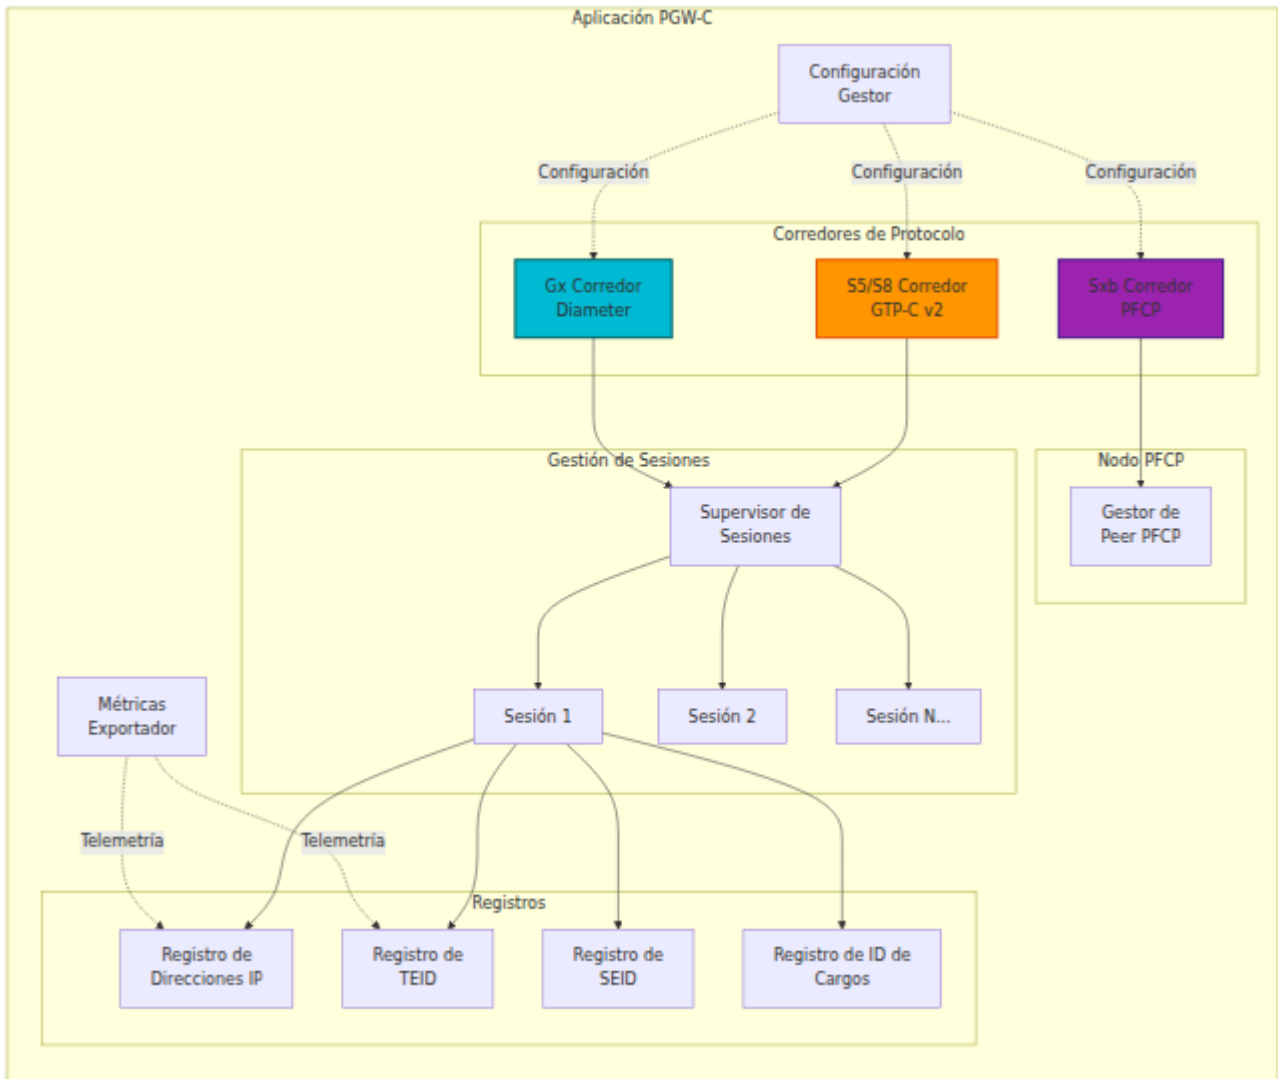 Aplicación PGW-C
Configuración
Gestor
Configuración
Configuración
Configuración
Corredores de Protocolo
Gx Corredor
Diameter
S5/S8 Corredor
GTP-C v2
Sxb Corredor
PFCP
Gestión de Sesiones
Nodo PFCP
Supervisor de
Sesiones
Gestor de
Peer PFCP
Métricas
Exportador
Sesión 1
Sesión 2
Sesión N...
Telemetría
Telemetría
Registros
Registro de
Direcciones IP
Registro de
TEID
Registro de
SEID
Registro de ID de
Cargos